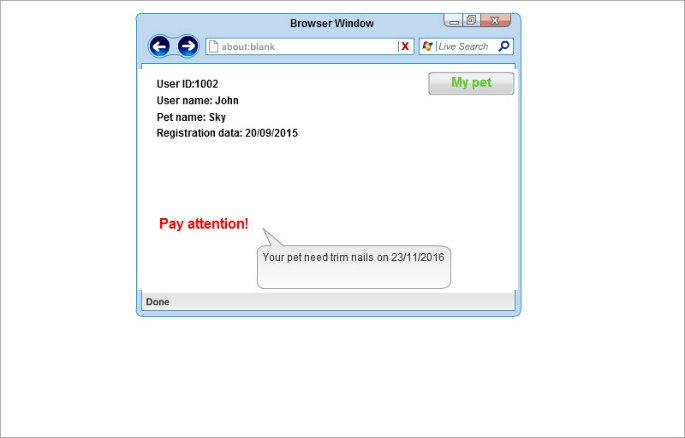 Browser Window
about:blank
X
Live Search
My pet
User ID:1002
User name: John
Pet name: Sky
Registration data: 20/09/2015
Pay attention!
Your pet need trim nails on 23/11/2016
Done